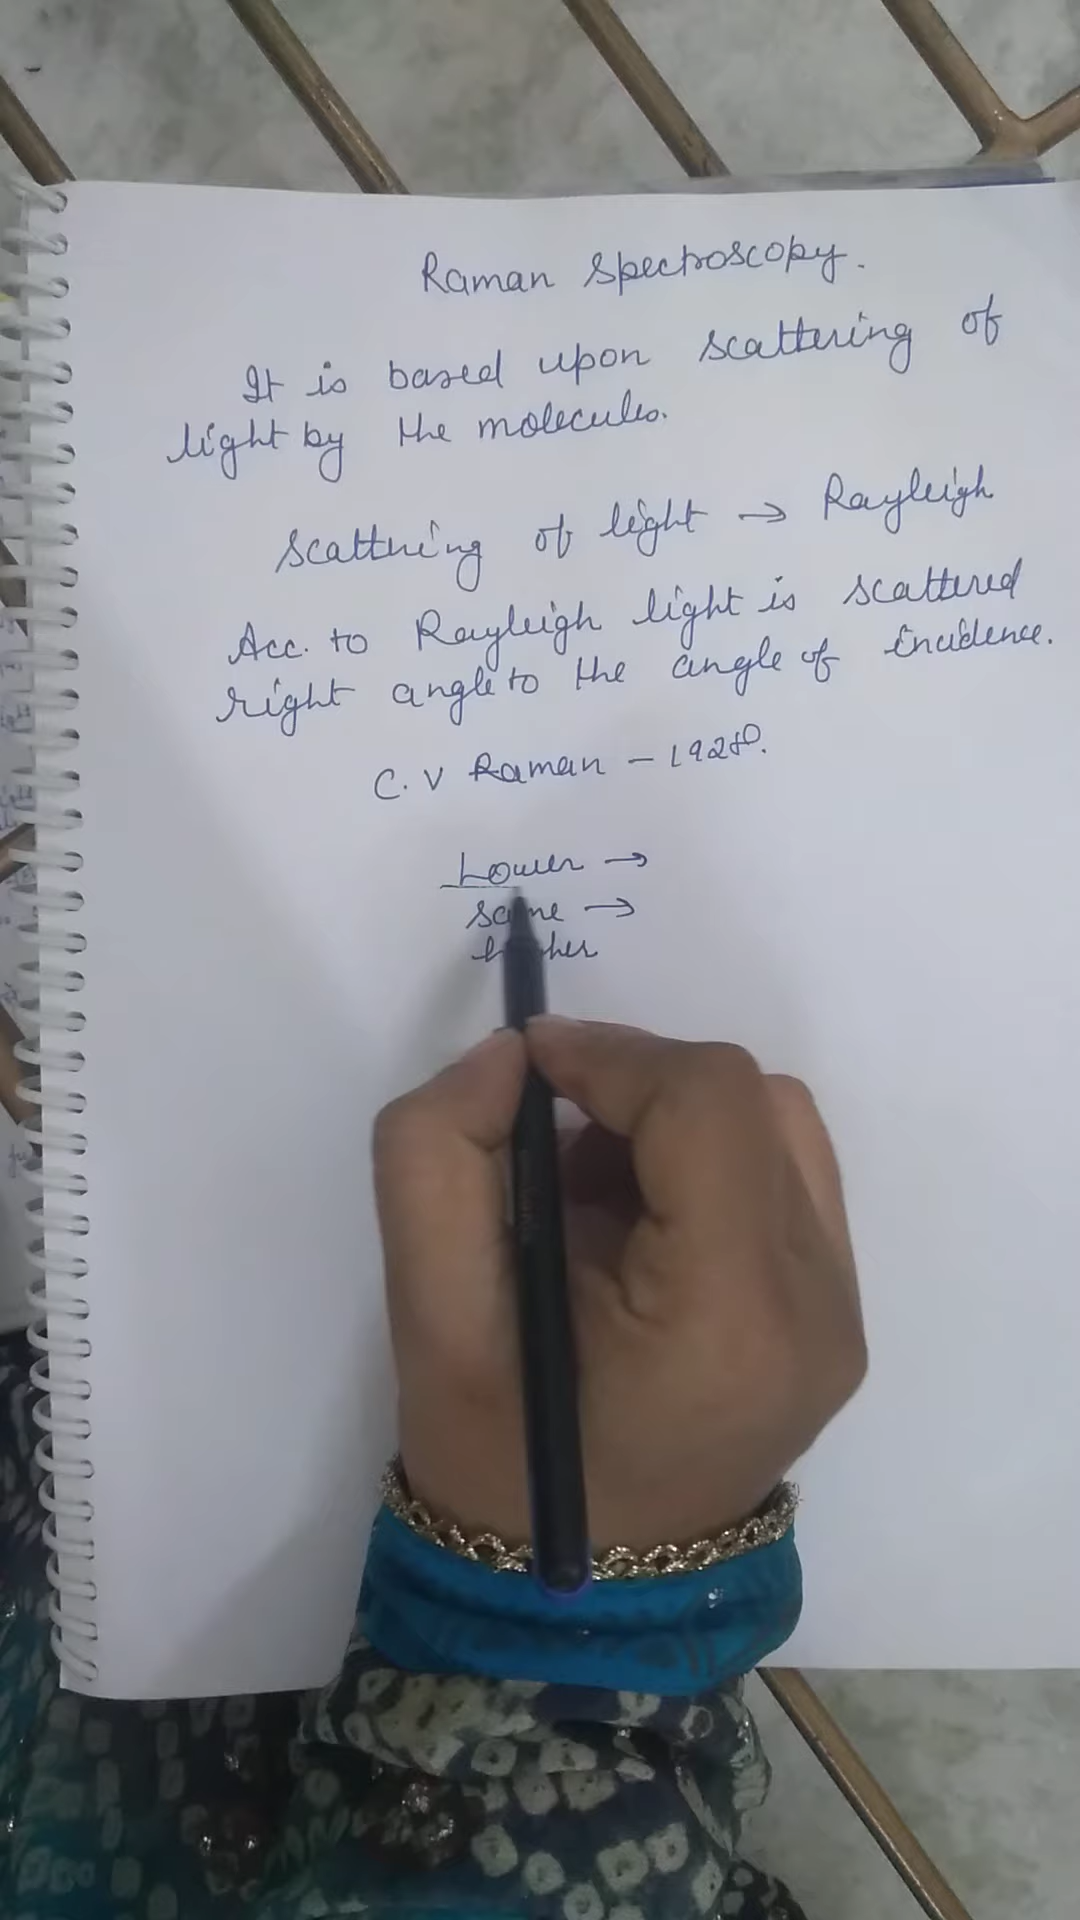 Raman Spectroscopy.
It is based upon scattering of
light by the molecules.
Scattering of light → Rayleigh
Acc. to Rayleigh light is scattered
right angle to the angle of incidence.
C. V Raman – 1928.
Lower →
same →
higher